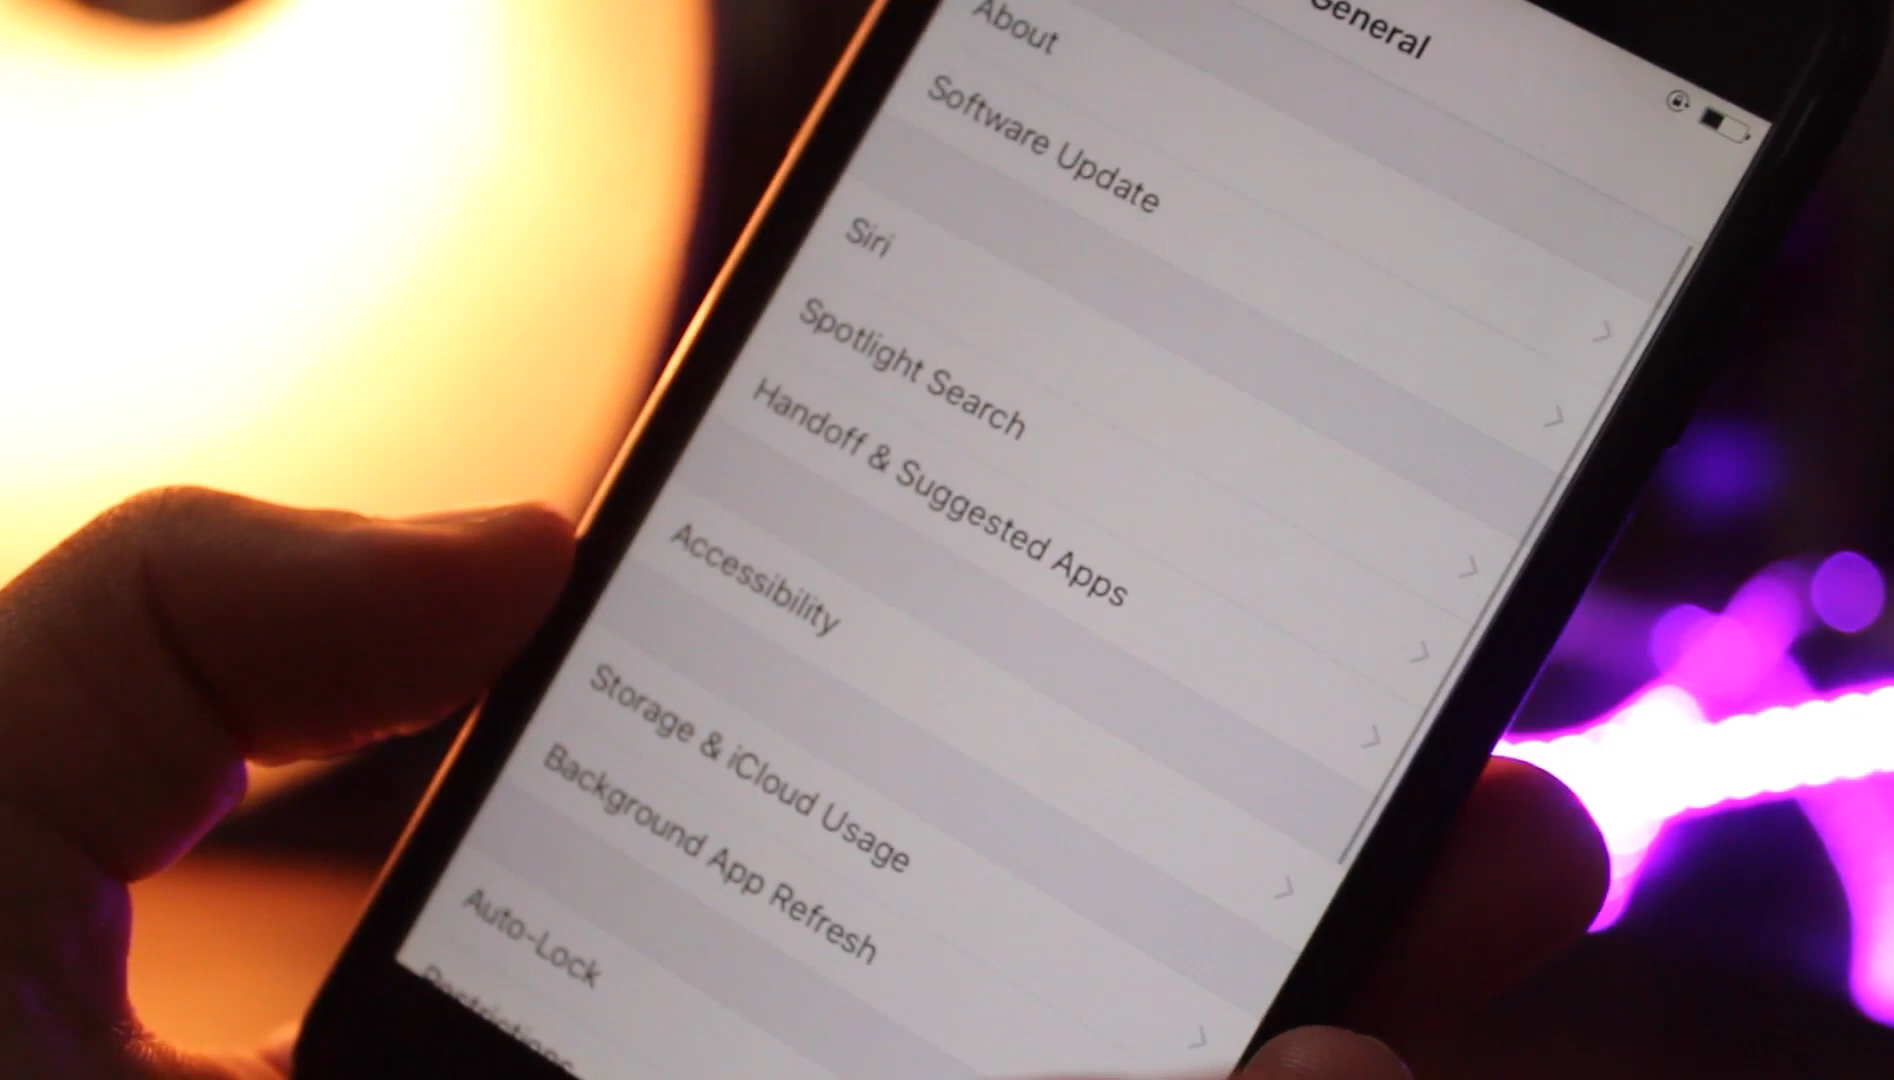 General
About
Software Update
Siri
Spotlight Search
Handoff & Suggested Apps
Accessibility
Storage & iCloud Usage
Background App Refresh
Auto-Lock
Restrictions